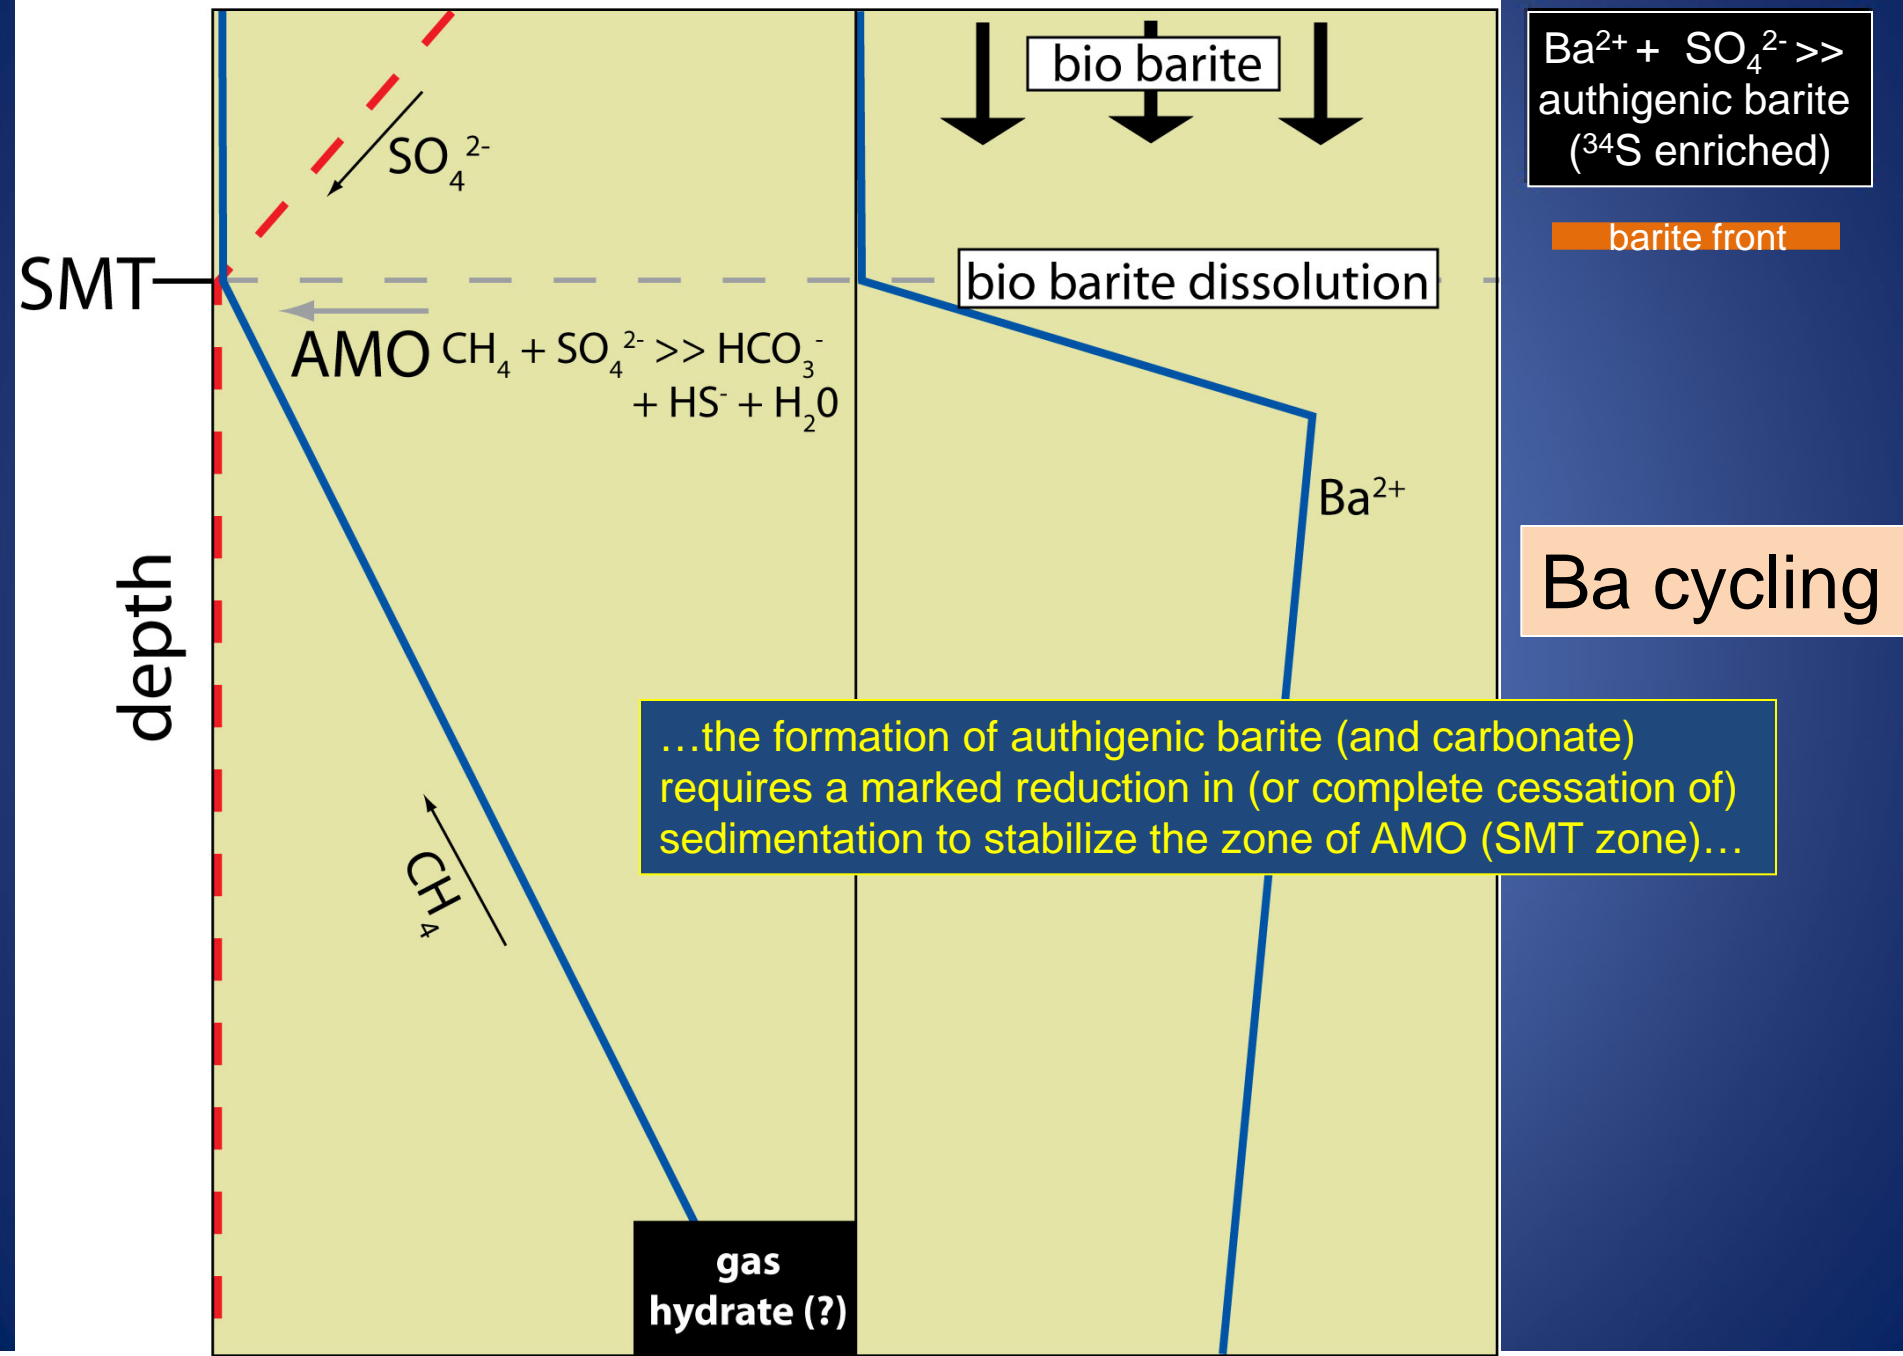 bio barite
SO₄²⁻
SMT
bio barite dissolution
AMO CH₄ + SO₄²⁻ >> HCO₃⁻
+ HS⁻ + H₂0
Ba²⁺
depth
…the formation of authigenic barite (and carbonate)
requires a marked reduction in (or complete cessation of)
sedimentation to stabilize the zone of AMO (SMT zone)…
CH₄
gas
hydrate (?)
Ba²⁺ + SO₄²⁻ >>
authigenic barite
(³⁴S enriched)
barite front
Ba cycling